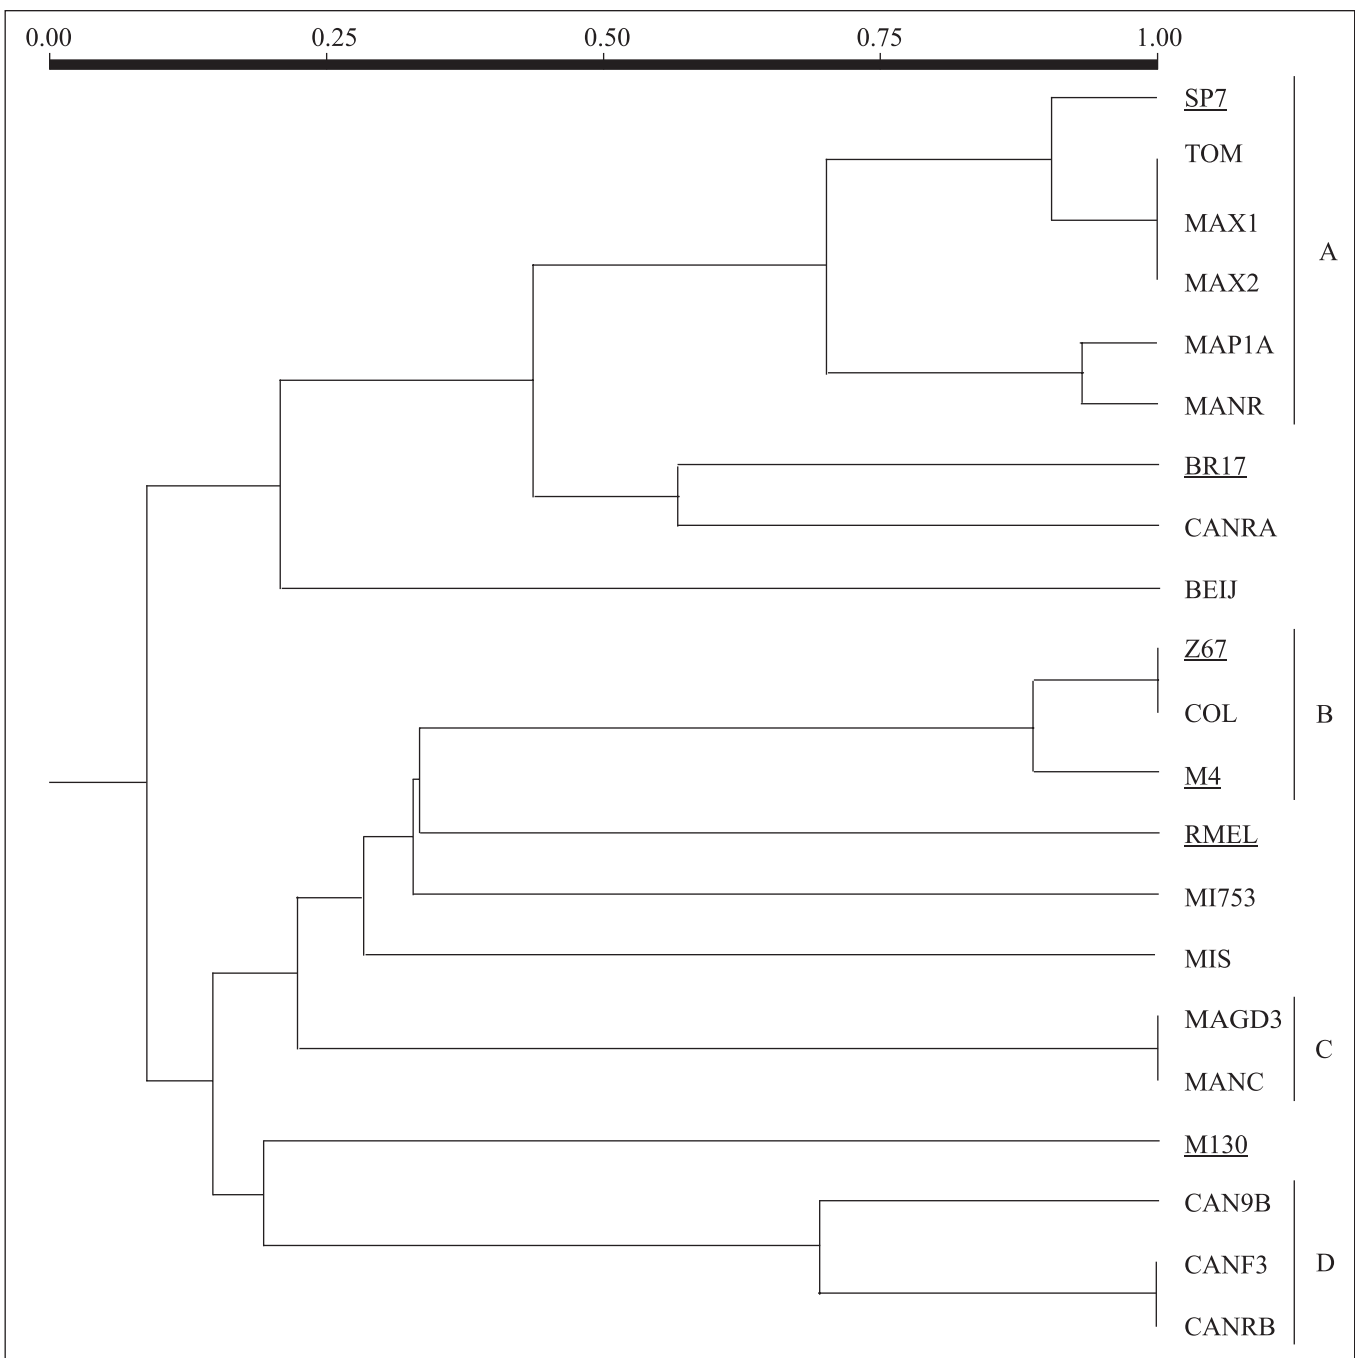 0.00 0.25 0.50 0.75 1.00
SP7
TOM
MAX1
A
MAX2
MAP1A
MANR
BR17
CANRA
BEIJ
Z67
COL
B
M4
RMEL
MI753
MIS
MAGD3
C
MANC
M130
CAN9B
CANF3
D
CANRB